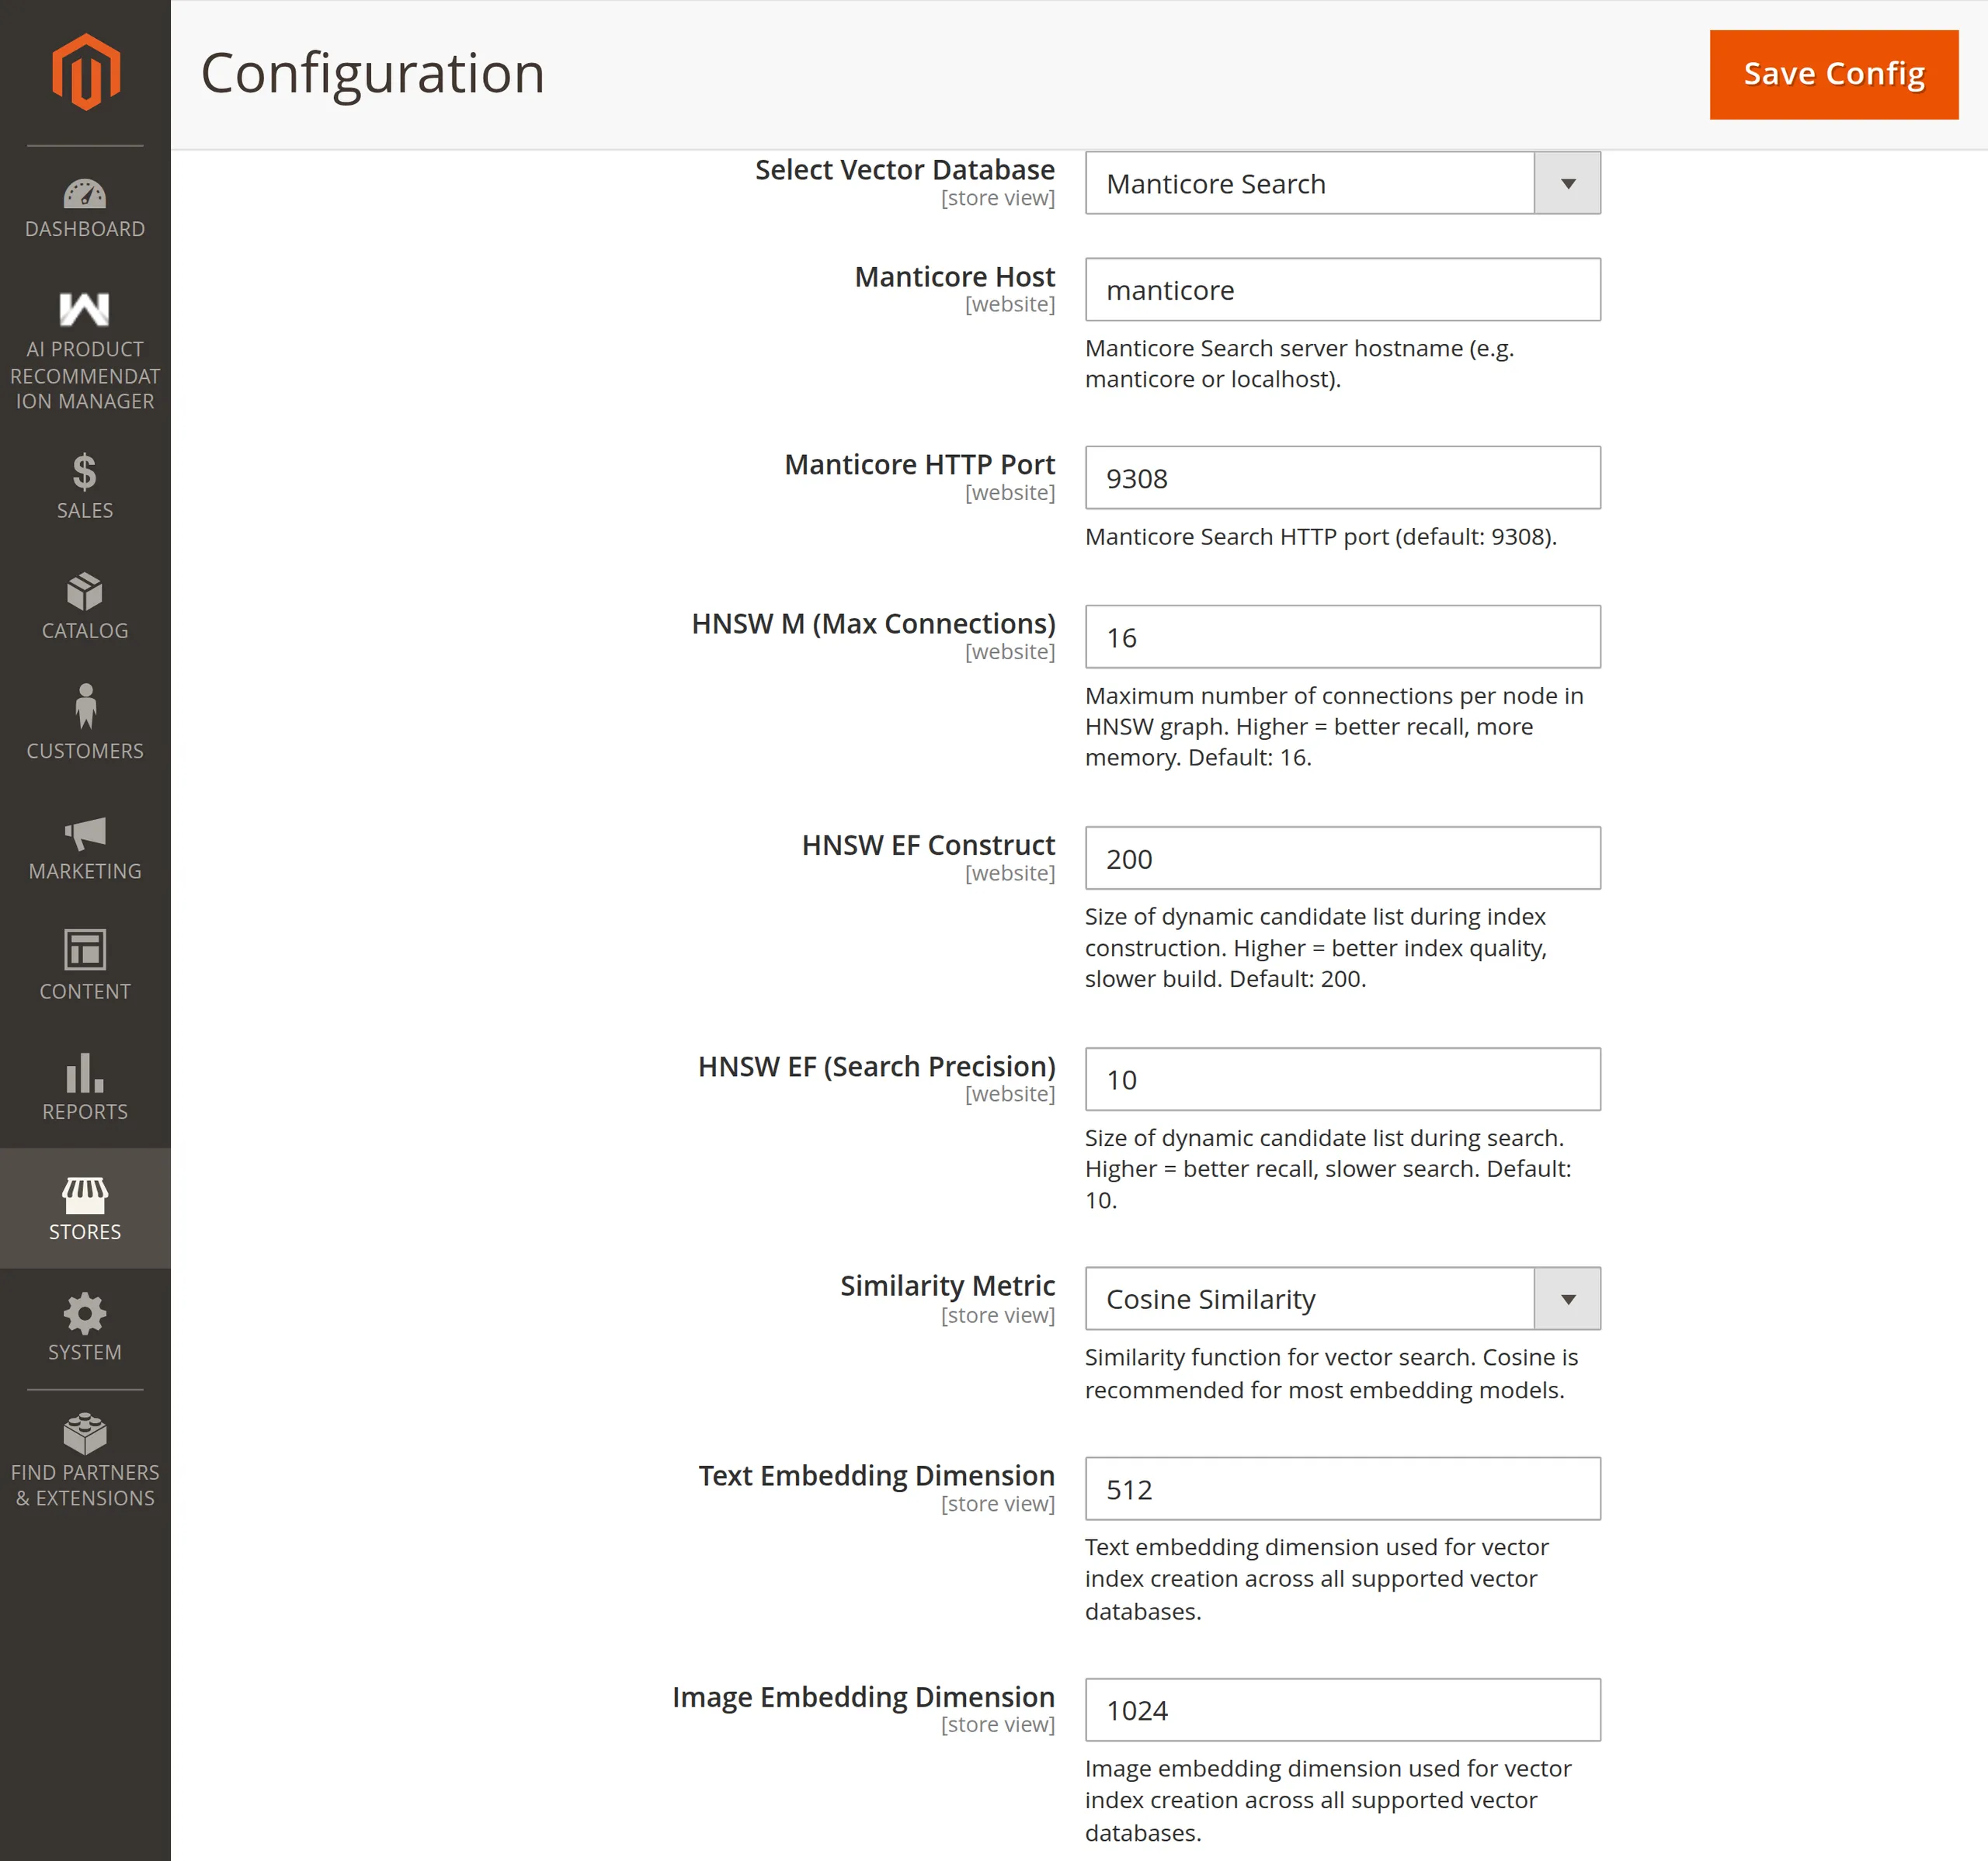 Configuration
Save Config
DASHBOARD
AI PRODUCT
RECOMMENDAT
ION MANAGER
SALES
CATALOG
CUSTOMERS
MARKETING
CONTENT
REPORTS
STORES
SYSTEM
FIND PARTNERS
& EXTENSIONS
Select Vector Database
[store view]
Manticore Search
Manticore Host
[website]
manticore
Manticore Search server hostname (e.g.
manticore or localhost).
Manticore HTTP Port
[website]
9308
Manticore Search HTTP port (default: 9308).
HNSW M (Max Connections)
[website]
16
Maximum number of connections per node in
HNSW graph. Higher = better recall, more
memory. Default: 16.
HNSW EF Construct
[website]
200
Size of dynamic candidate list during index
construction. Higher = better index quality,
slower build. Default: 200.
HNSW EF (Search Precision)
[website]
10
Size of dynamic candidate list during search.
Higher = better recall, slower search. Default:
10.
Similarity Metric
[store view]
Cosine Similarity
Similarity function for vector search. Cosine is
recommended for most embedding models.
Text Embedding Dimension
[store view]
512
Text embedding dimension used for vector
index creation across all supported vector
databases.
Image Embedding Dimension
[store view]
1024
Image embedding dimension used for vector
index creation across all supported vector
databases.